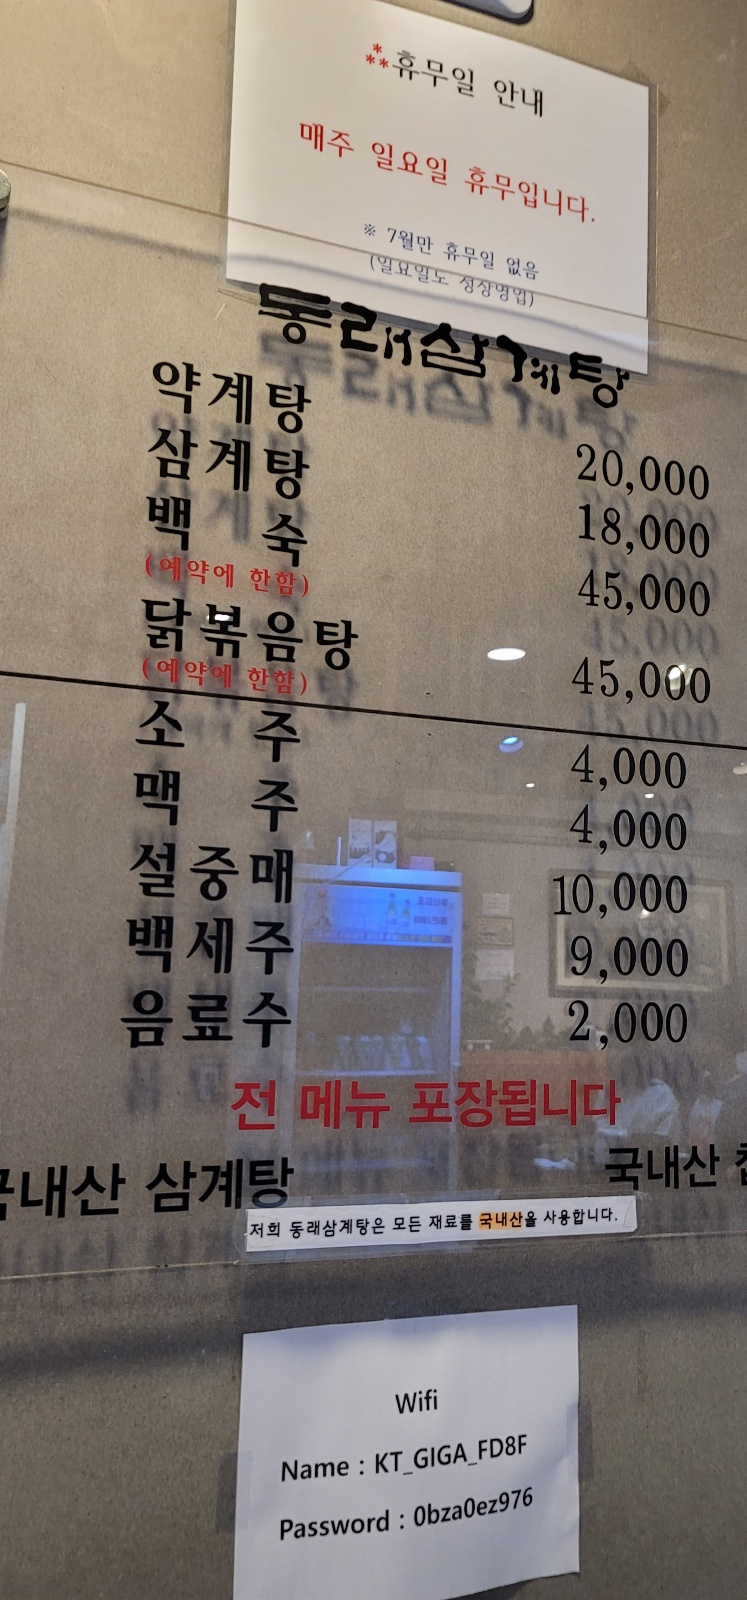 ⁂휴무일 안내
매주 일요일 휴무입니다.
※ 7월만 휴무일 없음
(일요일도 정상영업)
동래삼계탕
약계탕 20,000
삼계탕 18,000
백 숙 45,000
(예약에 한함)
닭볶음탕 45,000
(예약에 한함)
소 주 4,000
맥 주 4,000
설중매 10,000
백세주 9,000
음료수 2,000
전 메뉴 포장됩니다
국내산 삼계탕 국내산
저희 동래삼계탕은 모든 재료를 국내산을 사용합니다.
Wifi
Name : KT_GIGA_FD8F
Password : 0bza0ez976